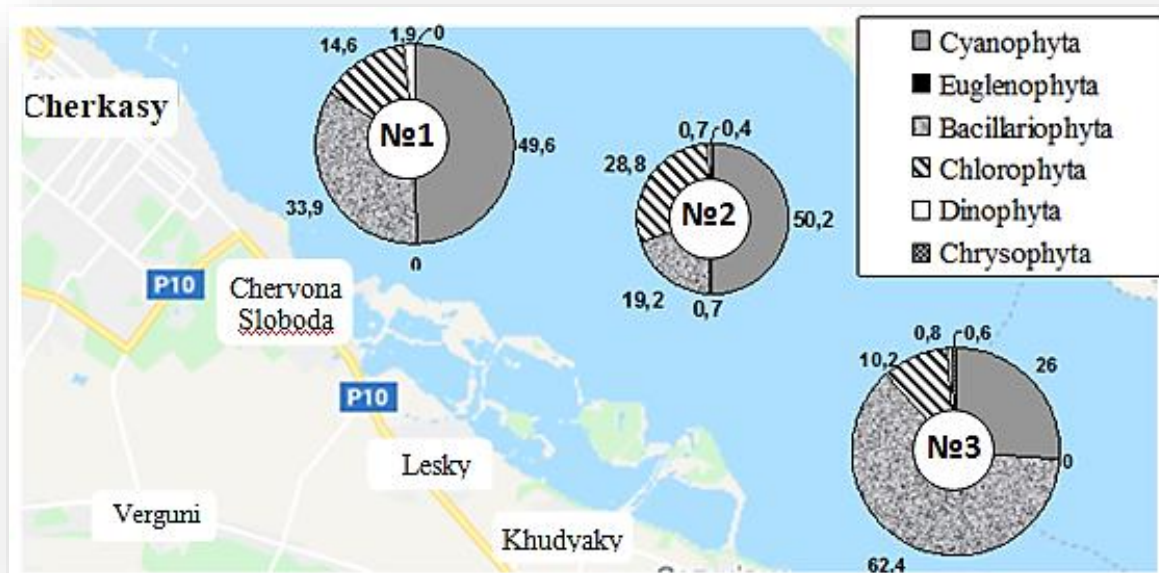 Cherkasy
P10
Chervona
Sloboda
P10
Lesky
Verguni
Khudyaky
14,6
1,9
0
№1
49,6
33,9
0
0,7
0,4
28,8
№2
50,2
19,2
0,7
0,8
0,6
10,2
26
№3
0
62,4
Cyanophyta
Euglenophyta
Bacillariophyta
Chlorophyta
Dinophyta
Chrysophyta